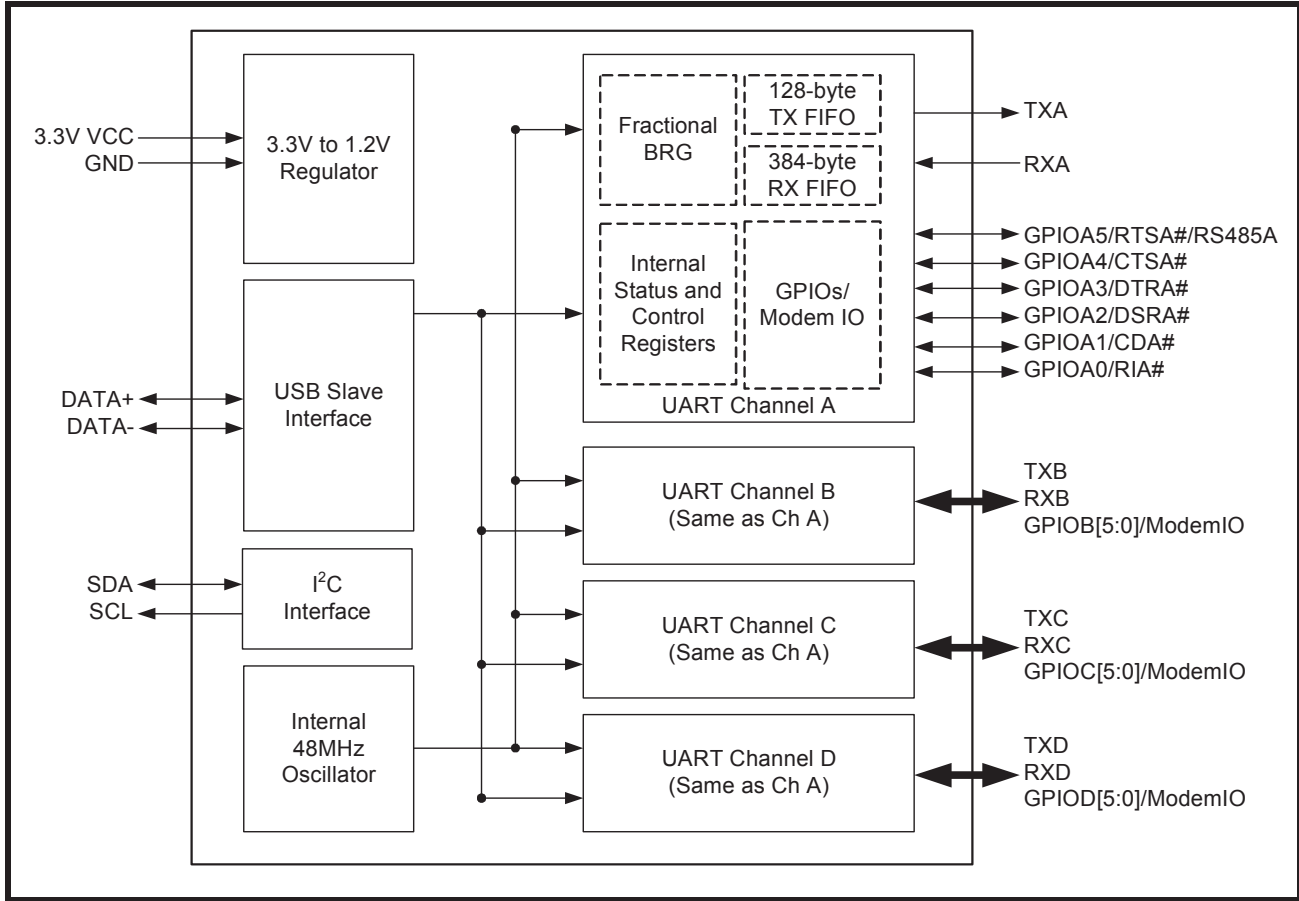 3.3V VCC
GND
3.3V to 1.2V
Regulator
DATA+
DATA-
USB Slave
Interface
SDA
SCL
I²C
Interface
Internal
48MHz
Oscillator
Fractional
BRG
128-byte
TX FIFO
384-byte
RX FIFO
Internal
Status and
Control
Registers
GPIOs/
Modem IO
UART Channel A
TXA
RXA
GPIOA5/RTSA#/RS485A
GPIOA4/CTSA#
GPIOA3/DTRA#
GPIOA2/DSRA#
GPIOA1/CDA#
GPIOA0/RIA#
UART Channel B
(Same as Ch A)
TXB
RXB
GPIOB[5:0]/ModemIO
UART Channel C
(Same as Ch A)
TXC
RXC
GPIOC[5:0]/ModemIO
UART Channel D
(Same as Ch A)
TXD
RXD
GPIOD[5:0]/ModemIO